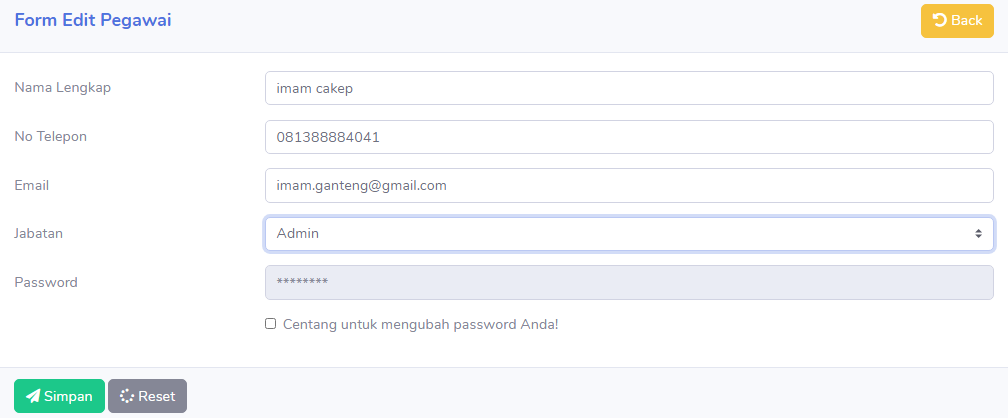 Form Edit Pegawai
Back
Nama Lengkap
imam cakep
No Telepon
081388884041
Email
imam.ganteng@gmail.com
Jabatan
Admin
Password
********
Centang untuk mengubah password Anda!
Simpan
Reset